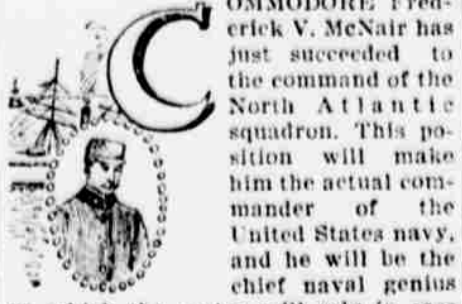 COMMODORE Fred-
erick V. McNair has
just succeeded to
the command of the
North Atlantic
squadron. This po-
sition will make
him the actual com-
mander of the
United States navy,
and he will be the
chief naval genius